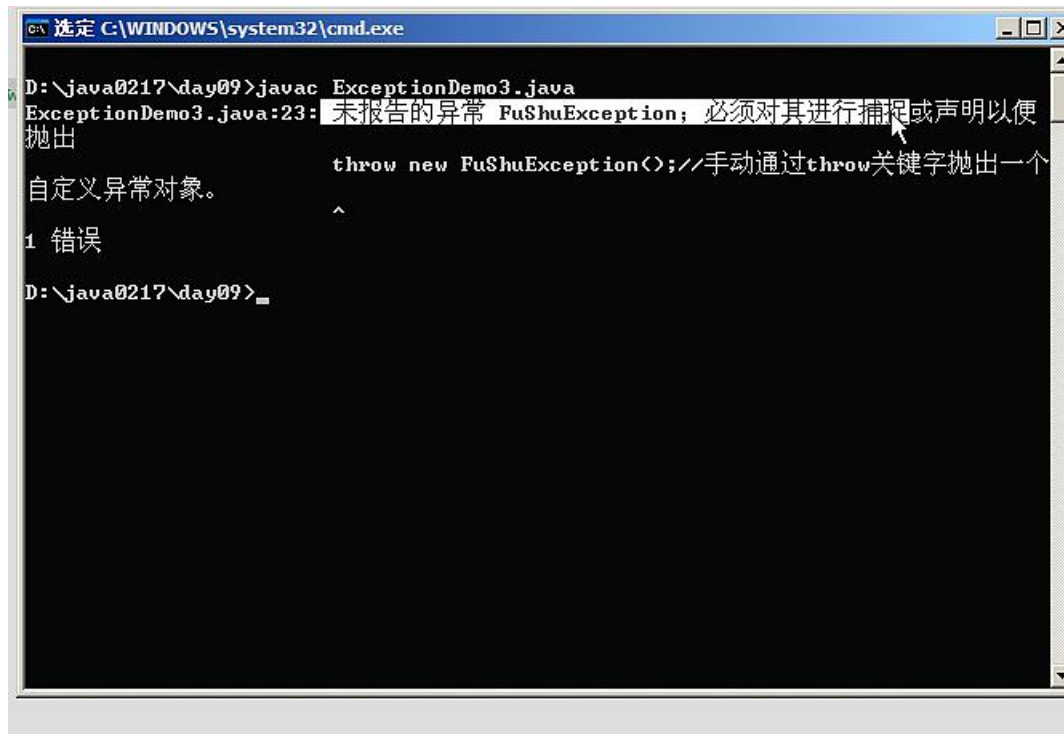 选定 C:\WINDOWS\system32\cmd.exe
D:\java0217\day09>javac ExceptionDemo3.java
ExceptionDemo3.java:23: 未报告的异常 FuShuException; 必须对其进行捕捉或声明以便
抛出
throw new FuShuException();//手动通过throw关键字抛出一个
自定义异常对象。
^
1 错误
D:\java0217\day09>_